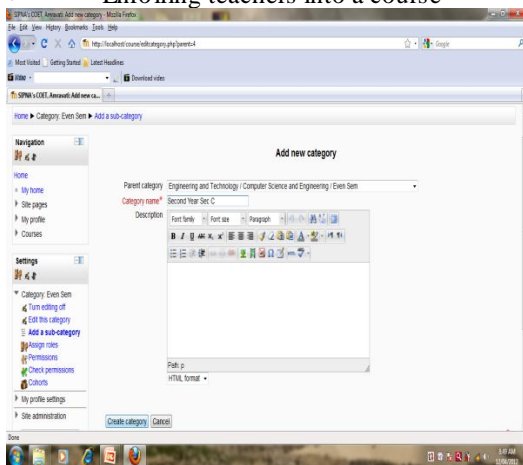 Enrolling teachers into a course
SIPNA's COET, Amravati: Add new category - Mozilla Firefox
File Edit View History Bookmarks Tools Help
http://localhost/course/editcategory.php?parent=4
Google
Most Visited Getting Started Latest Headlines
Download video
SIPNA's COET, Amravati: Add new ca...
Home ► Category: Even Sem ► Add a sub-category
Navigation
Home
My home
Site pages
My profile
Courses
Settings
Category: Even Sem
Turn editing off
Edit this category
Add a sub-category
Assign roles
Permissions
Check permissions
Cohorts
My profile settings
Site administration
Add new category
Parent category Engineering and Technology / Computer Science and Engineering / Even Sem
Category name* Second Year Sec C
Description
Font family Font size Paragraph
Path: p
HTML format
Create category Cancel
Done
8:49 AM